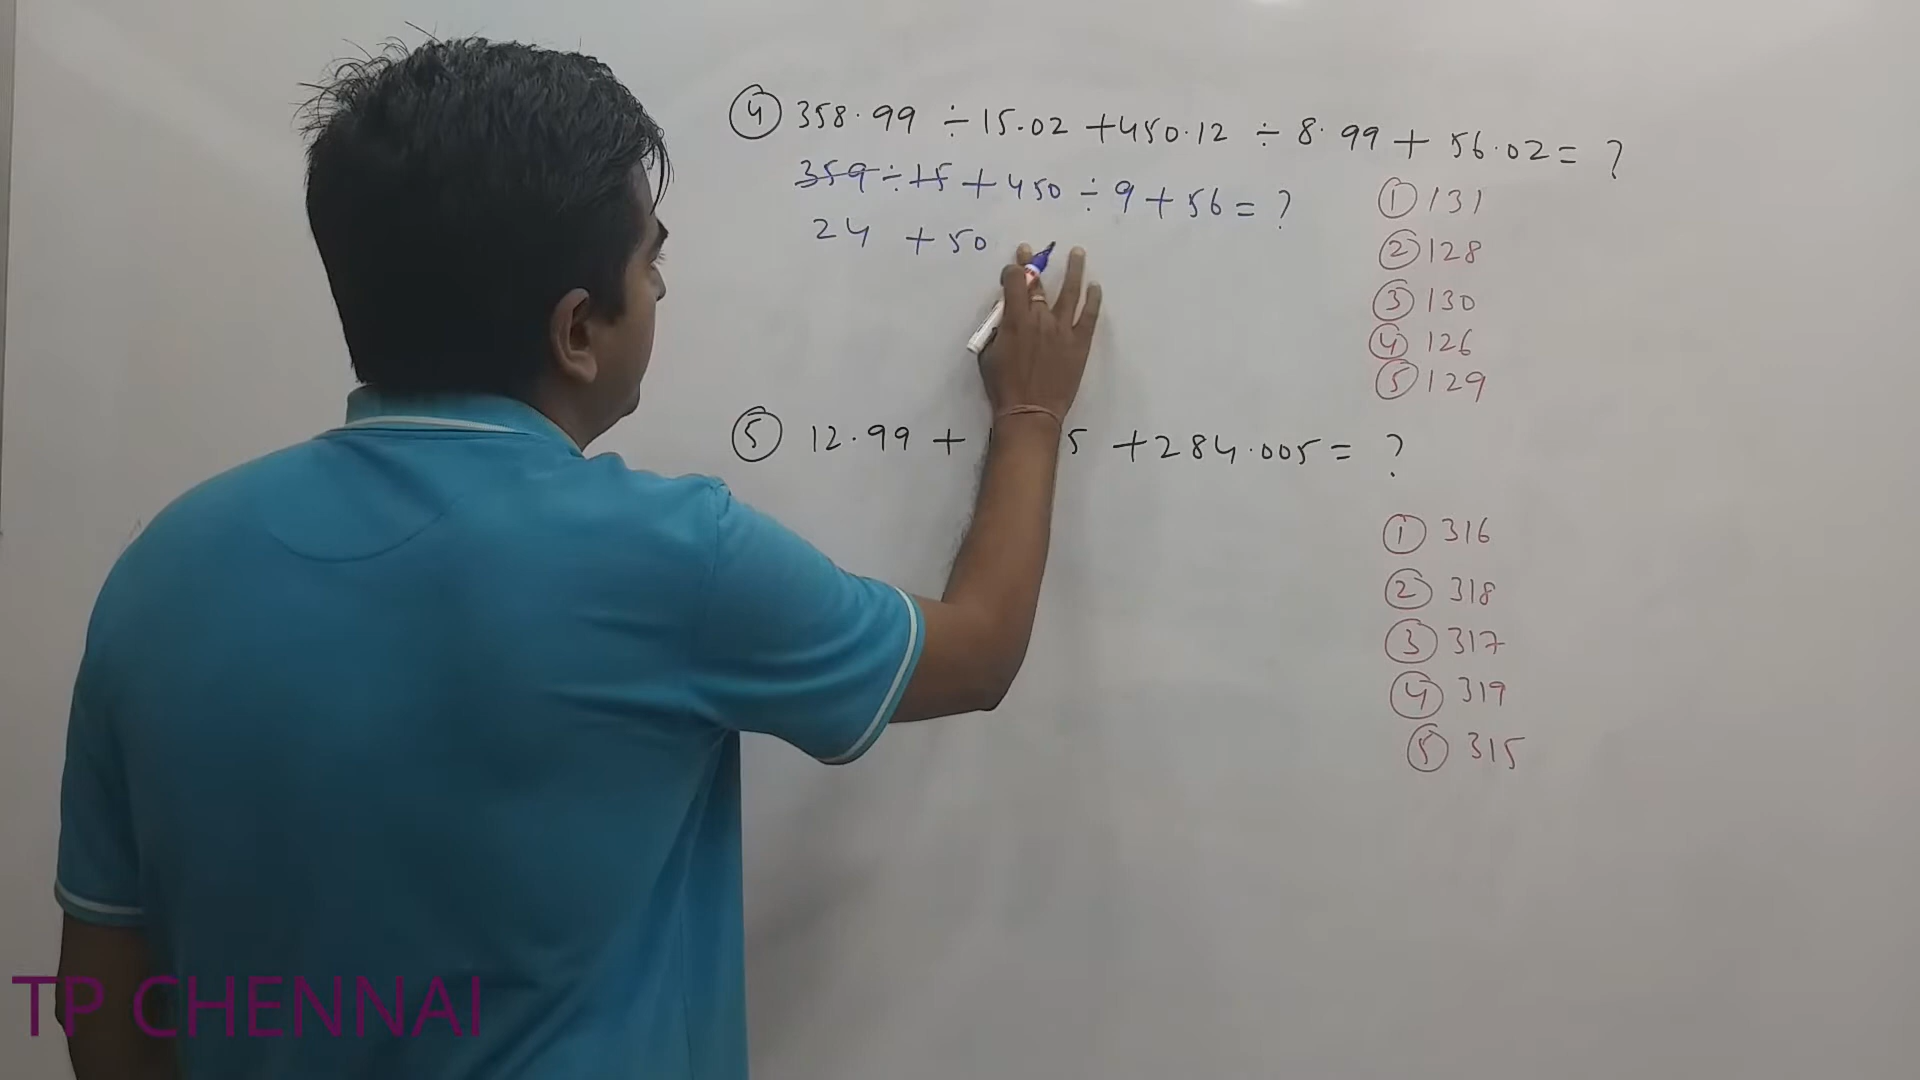 ④ 358.99 ÷ 15.02 + 450.12 ÷ 8.99 + 56.02 = ?
359 ÷ 15 + 450 ÷ 9 + 56 = ?
24 + 50
① 131
② 128
③ 130
④ 126
⑤ 129
⑤ 12.99 + 5 + 284.005 = ?
① 316
② 318
③ 317
④ 319
⑤ 315
TP CHENNAI